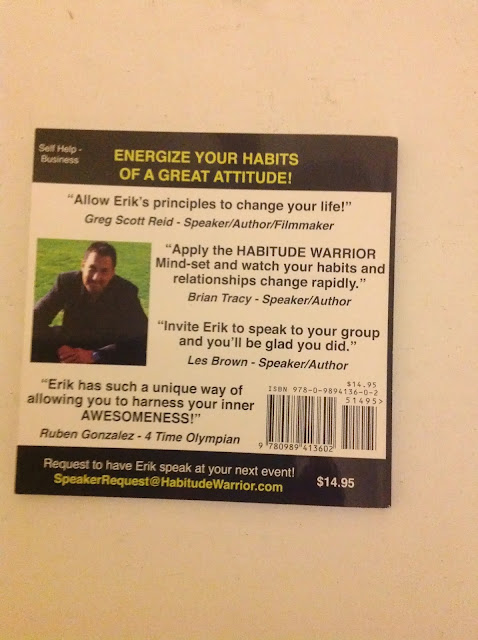 Self Help -
Business
ENERGIZE YOUR HABITS
OF A GREAT ATTITUDE!
“Allow Erik’s principles to change your life!”
Greg Scott Reid - Speaker/Author/Filmmaker
“Apply the HABITUDE WARRIOR
Mind-set and watch your habits and
relationships change rapidly.”
Brian Tracy - Speaker/Author
“Invite Erik to speak to your group
and you’ll be glad you did.”
Les Brown - Speaker/Author
“Erik has such a unique way of
allowing you to harness your inner
AWESOMENESS!”
Ruben Gonzalez - 4 Time Olympian
$14.95
ISBN 978-0-9894136-0-2
51495>
9 780989 413602
Request to have Erik speak at your next event!
SpeakerRequest@HabitudeWarrior.com
$14.95